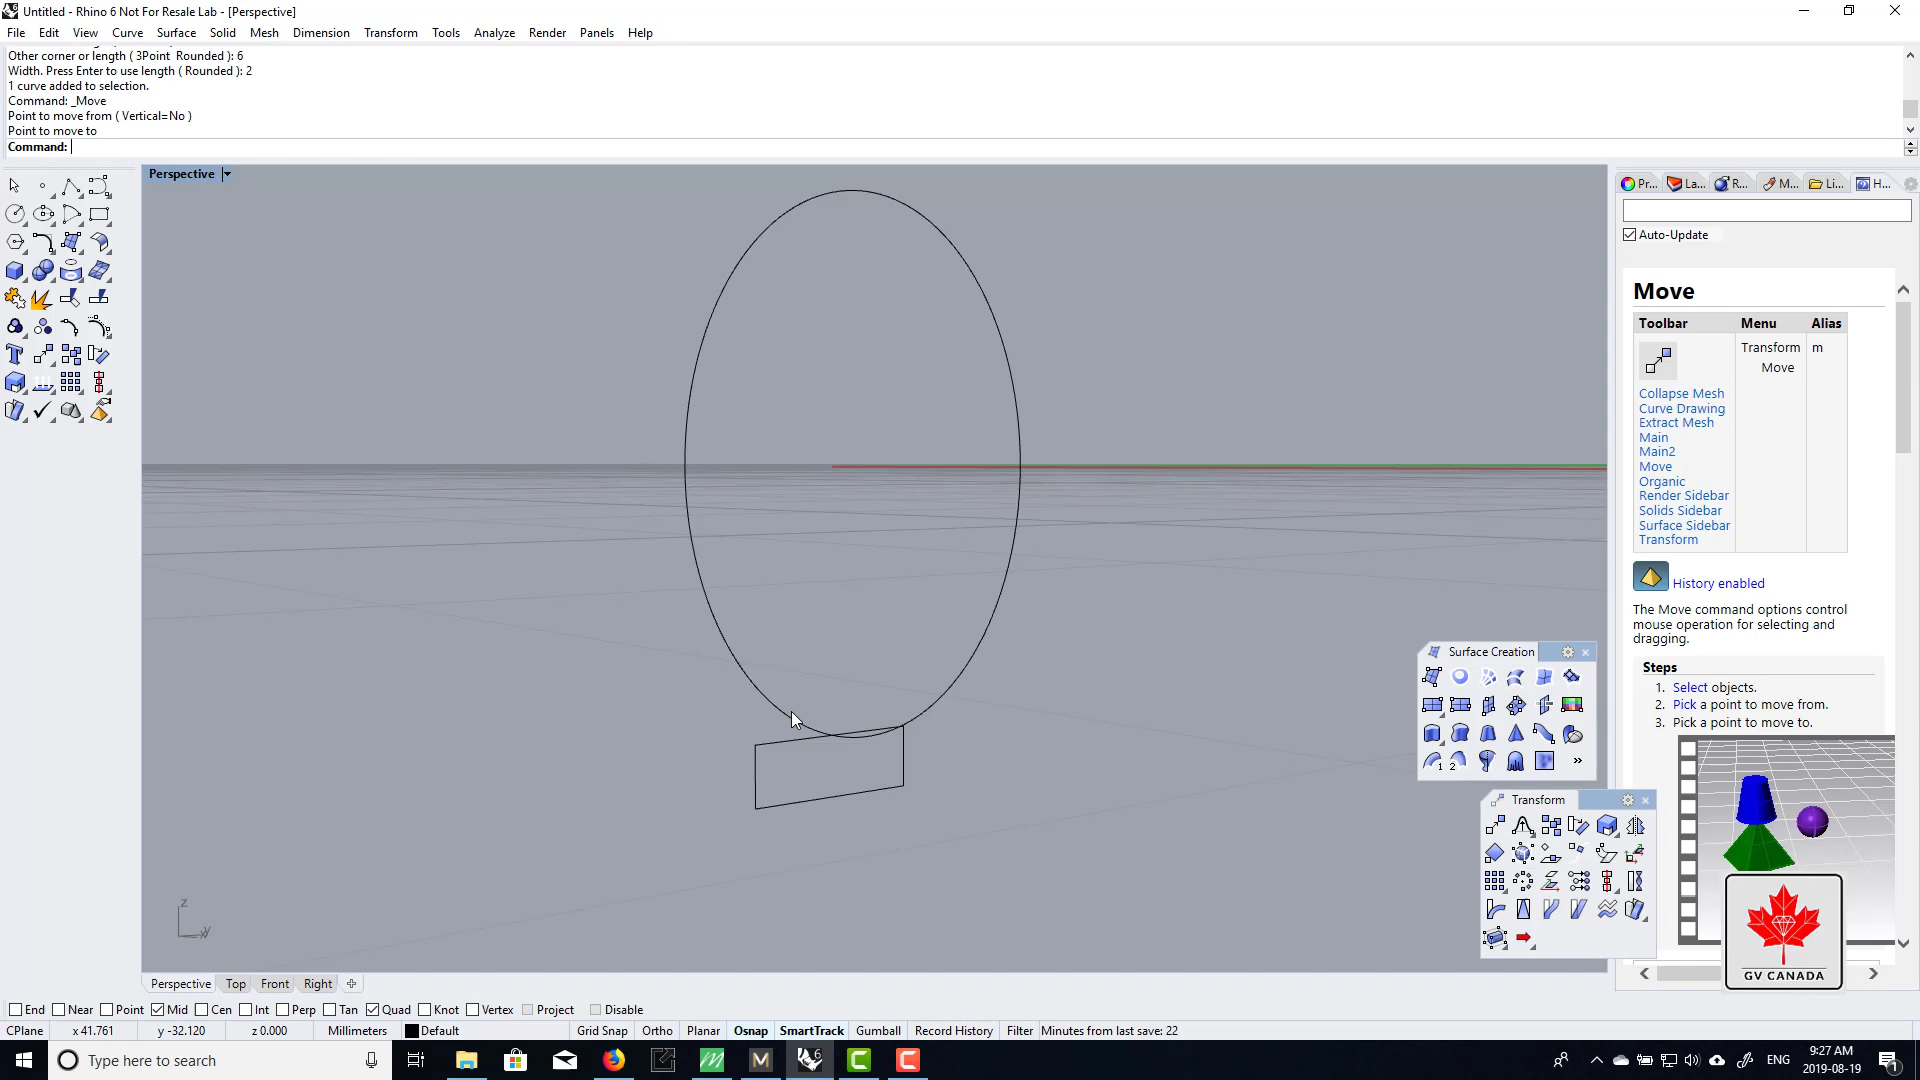 Untitled - Rhino 6 Not For Resale Lab - [Perspective]
File Edit View Curve Surface Solid Mesh Dimension Transform Tools Analyze Render Panels Help
Other corner or length ( 3Point Rounded ): 6
Width. Press Enter to use length ( Rounded ): 2
1 curve added to selection.
Command: _Move
Point to move from ( Vertical=No )
Point to move to
Command:
Perspective
Pr... La... R... M... Li... H...
Auto-Update
Move
Toolbar Menu Alias
Transform m
Move
Collapse Mesh
Curve Drawing
Extract Mesh
Main
Main2
Move
Organic
Render Sidebar
Solids Sidebar
Surface Sidebar
Transform
History enabled
The Move command options control
mouse operation for selecting and
dragging.
Steps
1. Select objects.
2. Pick a point to move from.
3. Pick a point to move to.
Surface Creation
Transform
GV CANADA
z
Perspective Top Front Right
End Near Point Mid Cen Int Perp Tan Quad Knot Vertex Project Disable
CPlane x 41.761 y -32.120 z 0.000 Millimeters Default Grid Snap Ortho Planar Osnap SmartTrack Gumball Record History Filter Minutes from last save: 22
Type here to search
ENG
9:27 AM
2019-08-19